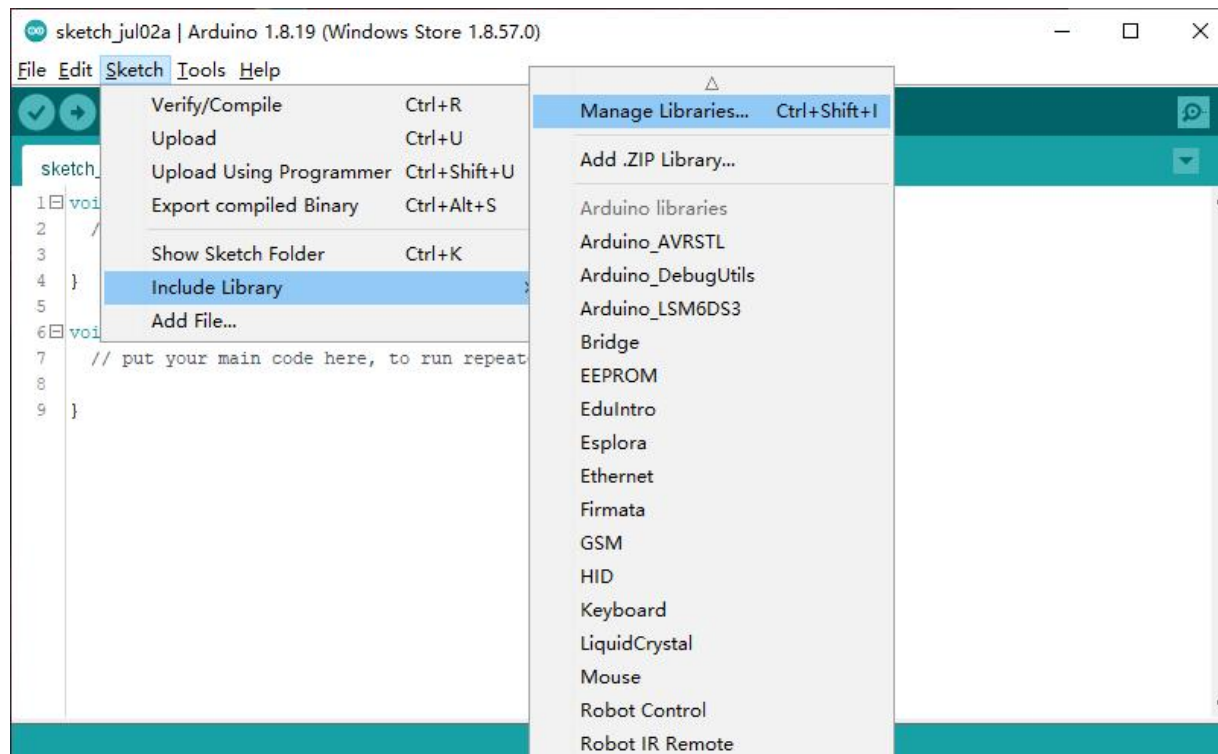 sketch_jul02a | Arduino 1.8.19 (Windows Store 1.8.57.0)
File Edit Sketch Tools Help
sketch_
1 voi
2 /
3
4 }
5
6 voi
7 // put your main code here, to run repeat
8
9 }
Verify/Compile Ctrl+R
Upload Ctrl+U
Upload Using Programmer Ctrl+Shift+U
Export compiled Binary Ctrl+Alt+S
Show Sketch Folder Ctrl+K
Include Library
Add File...
Manage Libraries... Ctrl+Shift+I
Add .ZIP Library...
Arduino libraries
Arduino_AVRSTL
Arduino_DebugUtils
Arduino_LSM6DS3
Bridge
EEPROM
EduIntro
Esplora
Ethernet
Firmata
GSM
HID
Keyboard
LiquidCrystal
Mouse
Robot Control
Robot IR Remote